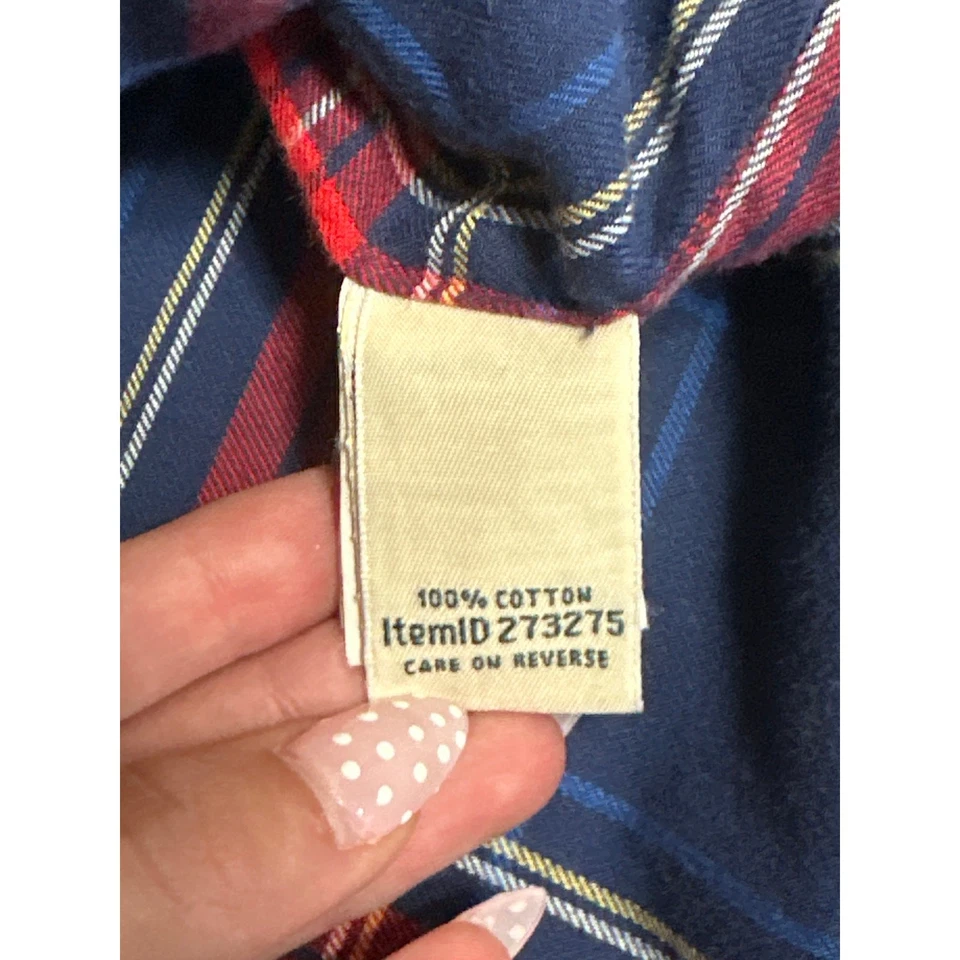 100% COTTON
ItemID 273275
CARE ON REVERSE